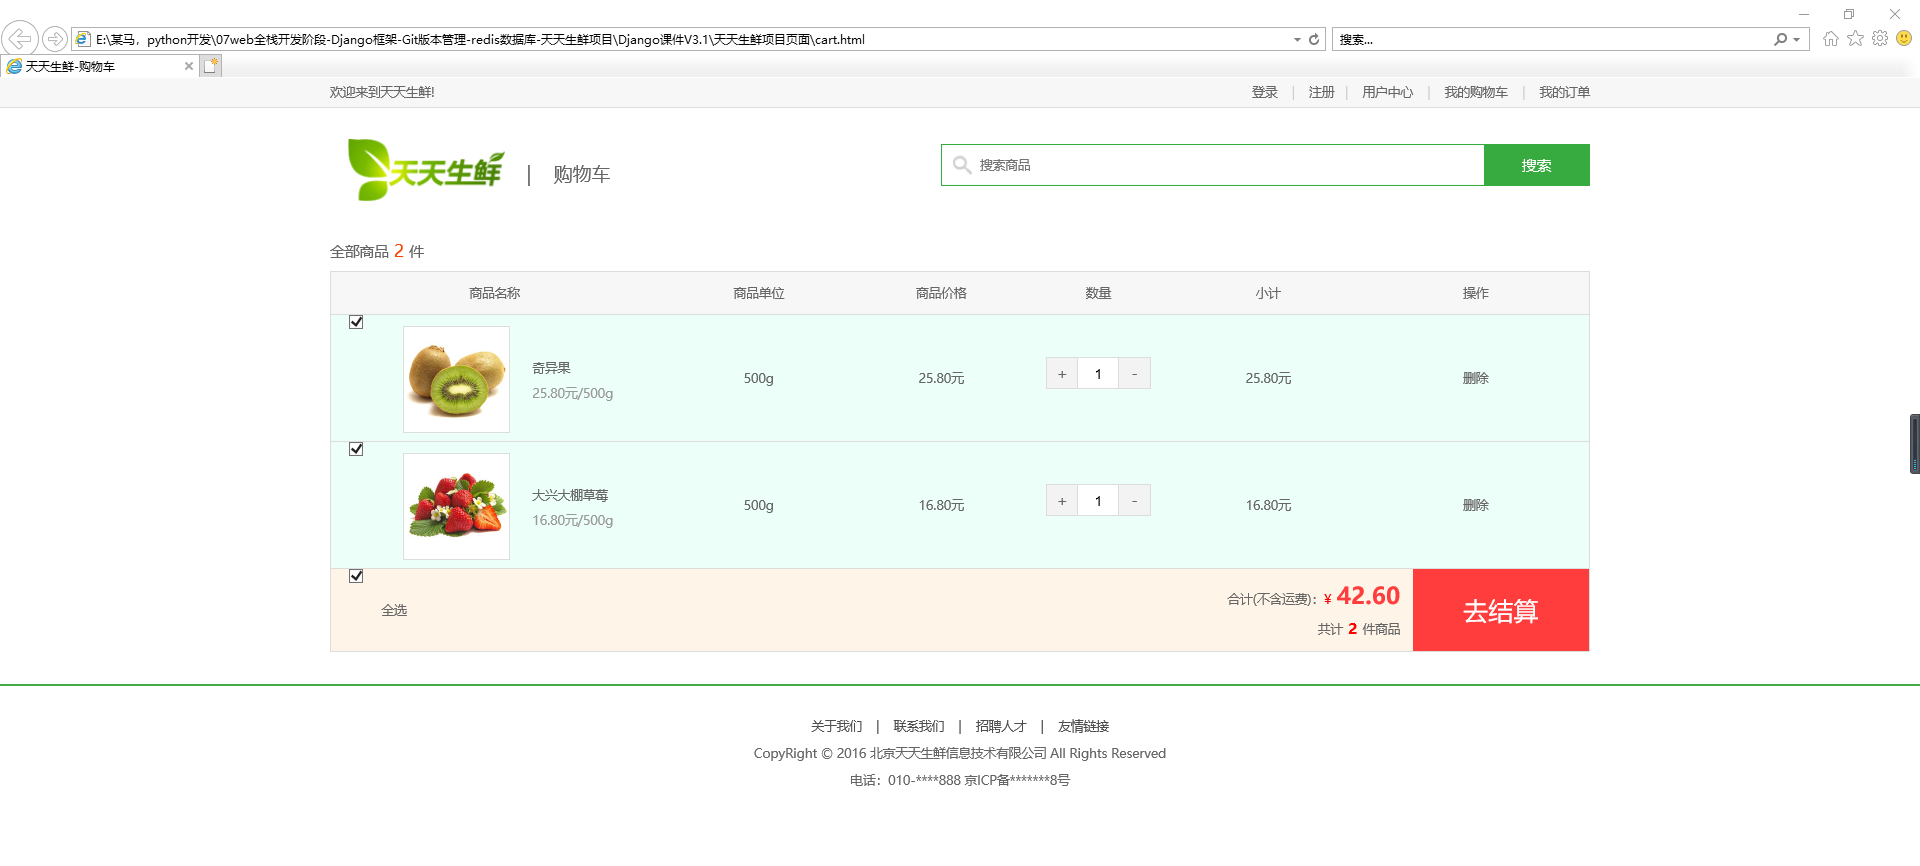 E:\某马，python开发\07web全栈开发阶段-Django框架-Git版本管理-redis数据库-天天生鲜项目\Django课件V3.1\天天生鲜项目页面\cart.html
搜索...
天天生鲜-购物车
欢迎来到天天生鲜!
登录 | 注册 | 用户中心 | 我的购物车 | 我的订单
天天生鲜 | 购物车
搜索商品
搜索
全部商品 2 件
商品名称 商品单位 商品价格 数量 小计 操作
奇异果
25.80元/500g
500g 25.80元 + 1 - 25.80元 删除
大兴大棚草莓
16.80元/500g
500g 16.80元 + 1 - 16.80元 删除
全选
合计(不含运费)：¥ 42.60
共计 2 件商品
去结算
关于我们 | 联系我们 | 招聘人才 | 友情链接
CopyRight © 2016 北京天天生鲜信息技术有限公司 All Rights Reserved
电话：010-****888 京ICP备*******8号